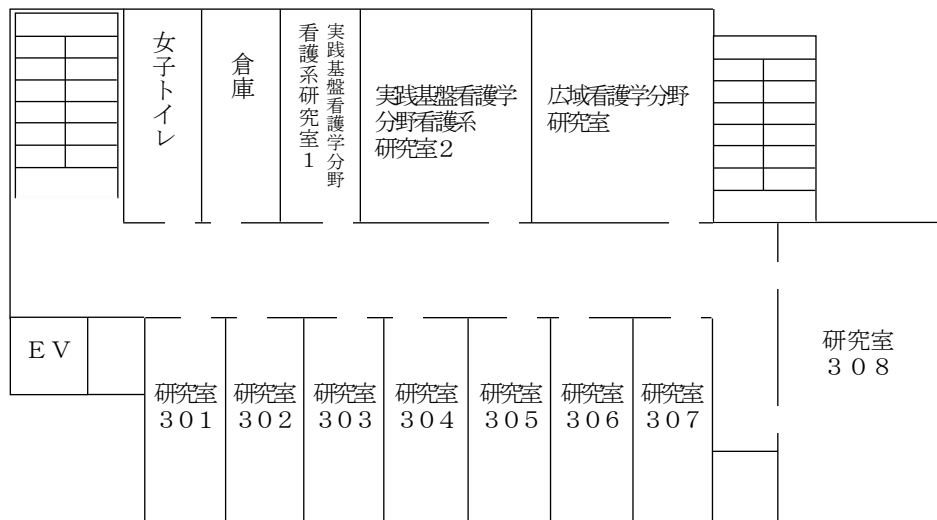 女子トイレ
倉庫
実践基盤看護学分野
看護系研究室1
実践基盤看護学
分野看護系
研究室2
広域看護学分野
研究室
EV
研究室
301
研究室
302
研究室
303
研究室
304
研究室
305
研究室
306
研究室
307
研究室
308